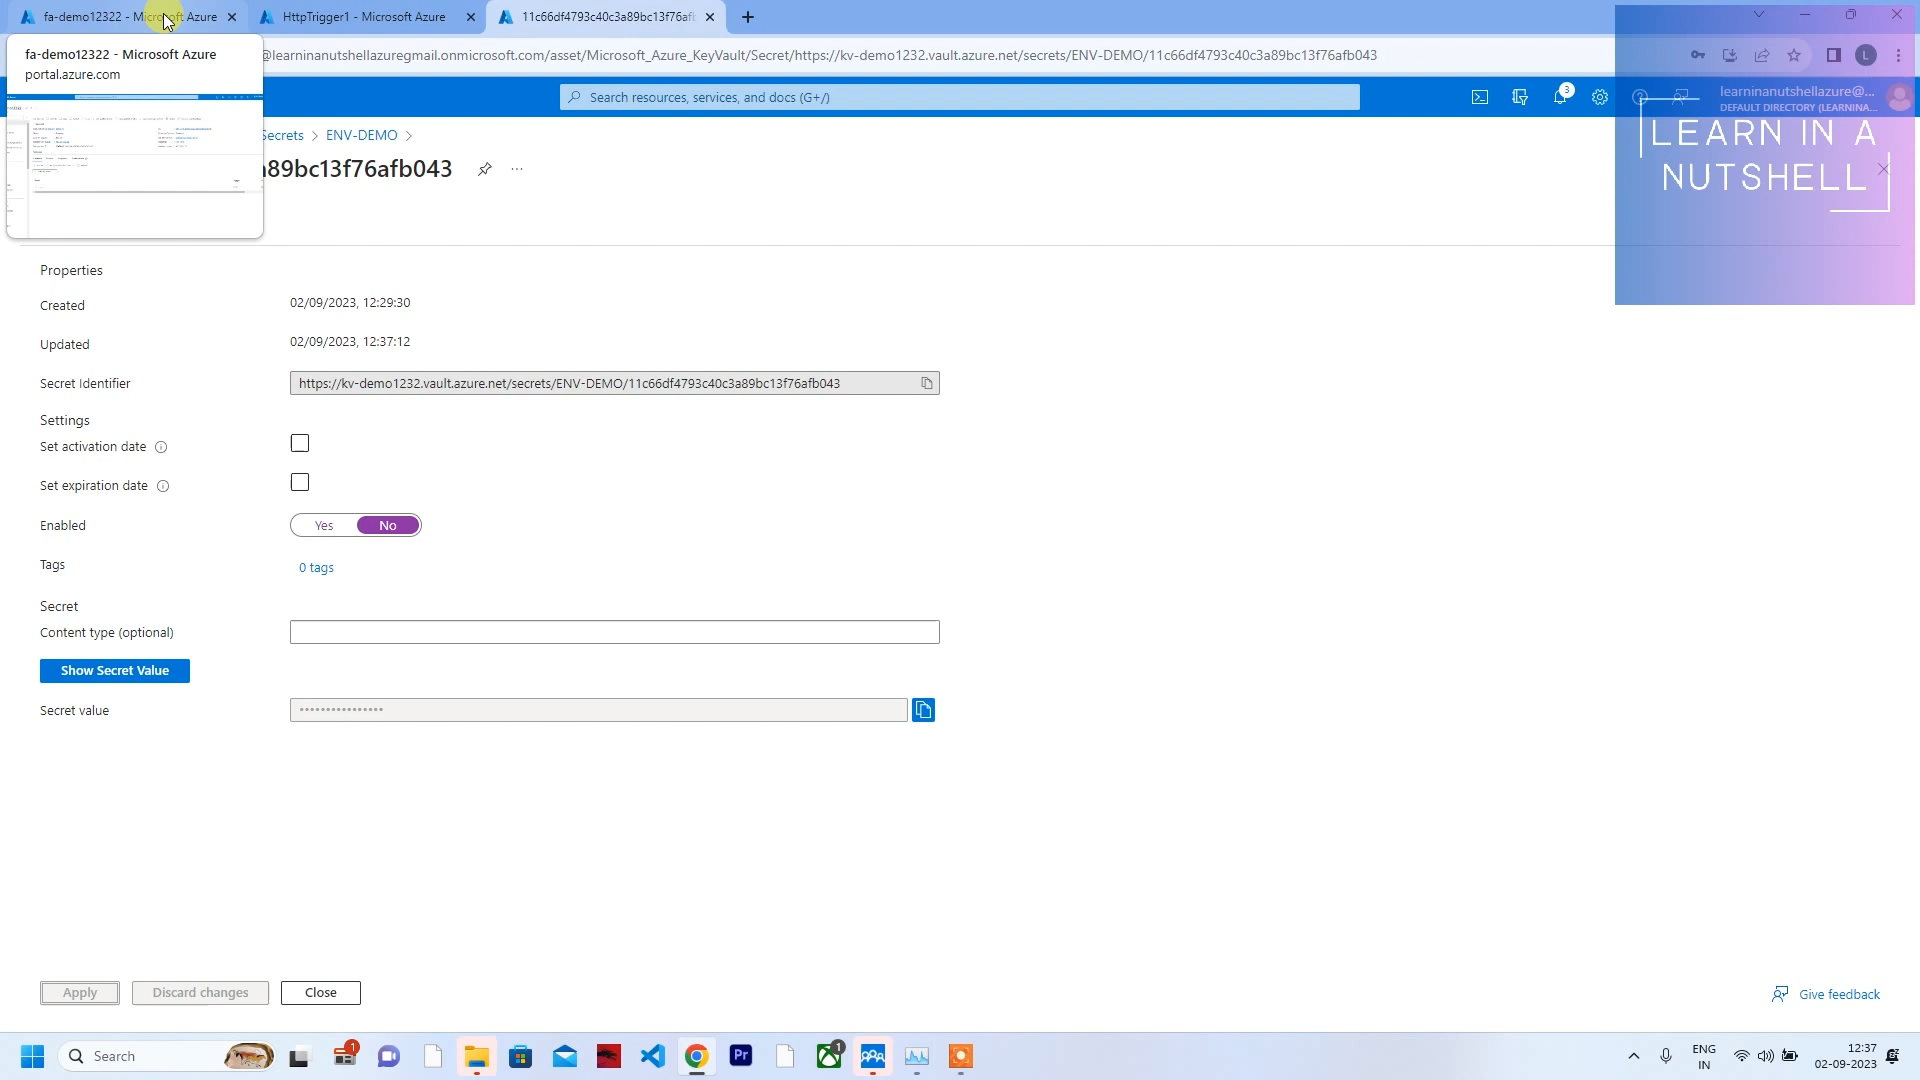 fa-demo12322 - Microsoft Azure
HttpTrigger1 - Microsoft Azure
11c66df4793c40c3a89bc13f76afb
fa-demo12322 - Microsoft Azure
portal.azure.com
@learninanutshellazuregmail.onmicrosoft.com/asset/Microsoft_Azure_KeyVault/Secret/https://kv-demo1232.vault.azure.net/secrets/ENV-DEMO/11c66df4793c40c3a89bc13f76afb043
L
Search resources, services, and docs (G+/)
3
learninanutshellazure@...
DEFAULT DIRECTORY (LEARNINA...
LEARN IN A
NUTSHELL
Secrets > ENV-DEMO >
a89bc13f76afb043
Properties
Created
02/09/2023, 12:29:30
Updated
02/09/2023, 12:37:12
Secret Identifier
https://kv-demo1232.vault.azure.net/secrets/ENV-DEMO/11c66df4793c40c3a89bc13f76afb043
Settings
Set activation date
Set expiration date
Enabled
Yes No
Tags
0 tags
Secret
Content type (optional)
Show Secret Value
Secret value
Apply
Discard changes
Close
Give feedback
Search
1
Pr
1
ENG
IN
12:37
02-09-2023